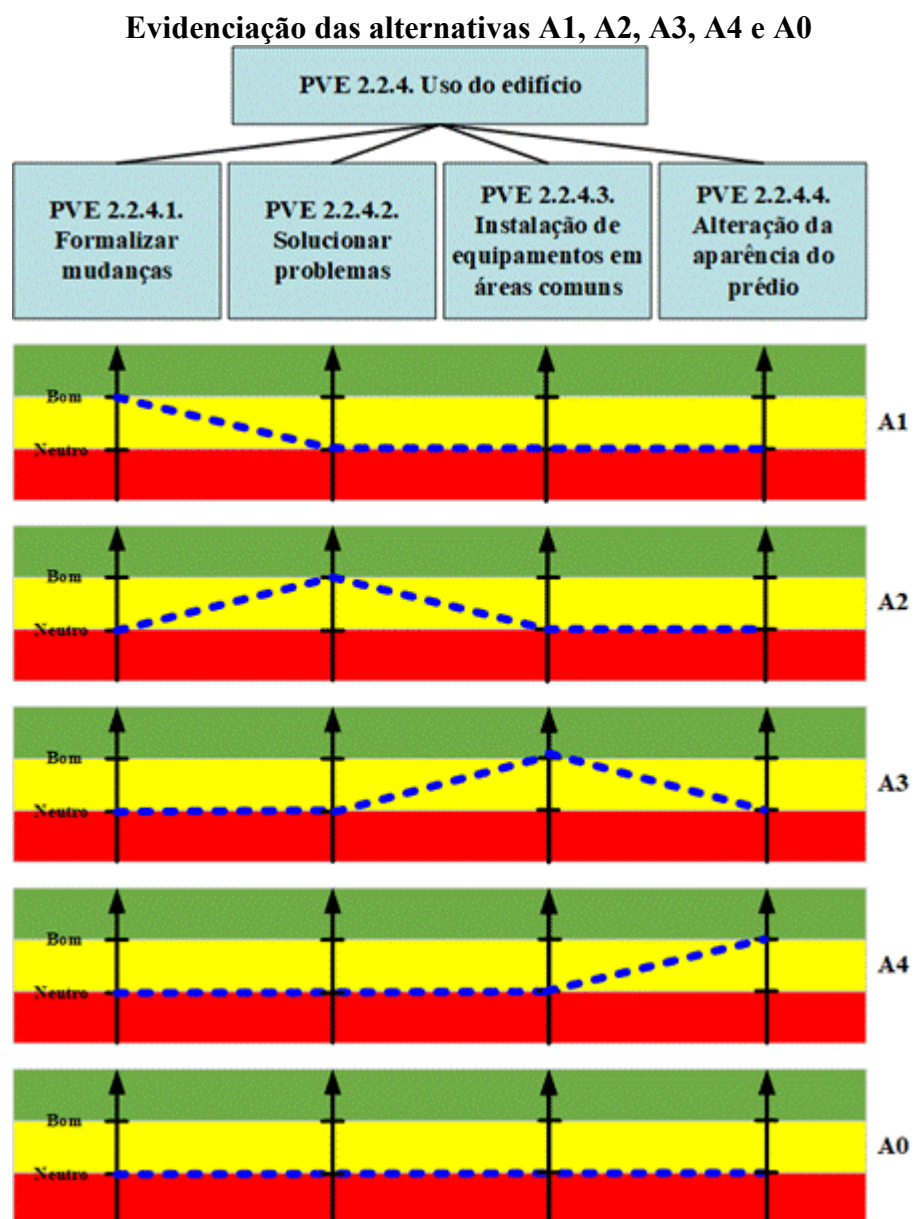 Evidenciação das alternativas A1, A2, A3, A4 e A0
PVE 2.2.4. Uso do edifício
PVE 2.2.4.1.
Formalizar
mudanças
PVE 2.2.4.2.
Solucionar
problemas
PVE 2.2.4.3.
Instalação de
equipamentos em
áreas comuns
PVE 2.2.4.4.
Alteração da
aparência do
prédio
Bom
Neutro
A1
Bom
Neutro
A2
Bom
Neutro
A3
Bom
Neutro
A4
Bom
Neutro
A0